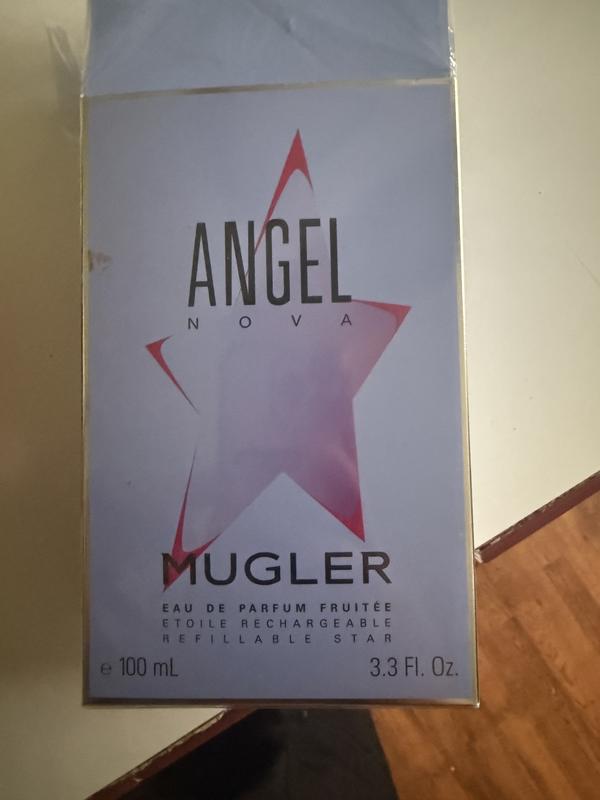 ANGEL
NOVA
MUGLER
EAU DE PARFUM FRUITÉE
ETOILE RECHARGEABLE
REFILLABLE STAR
℮ 100 mL 3.3 Fl. Oz.